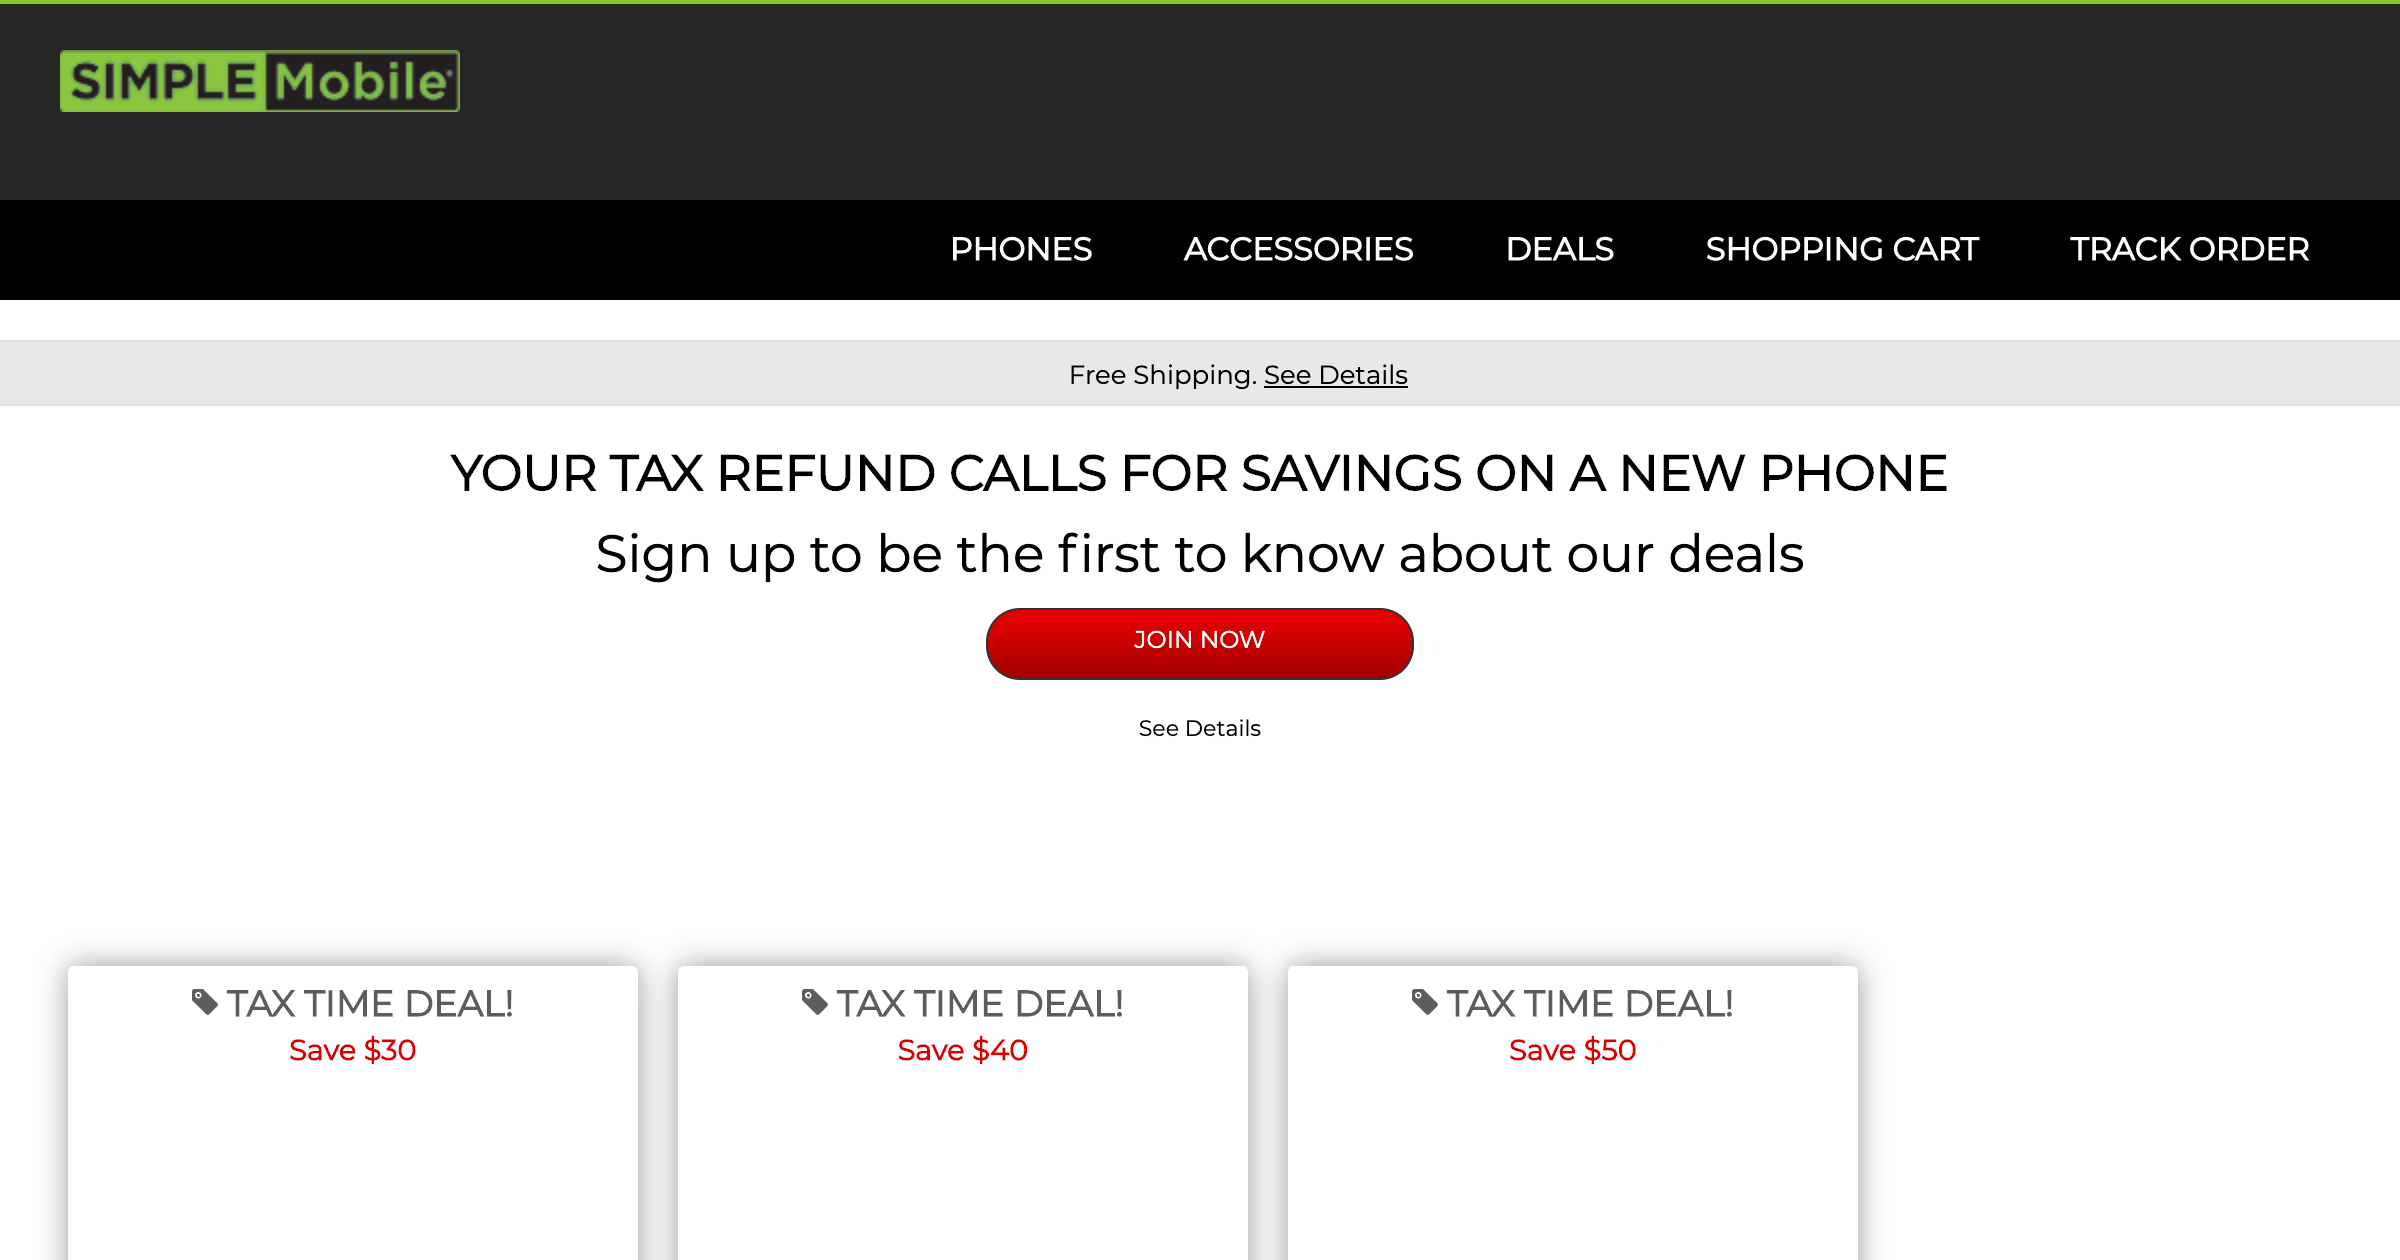 SIMPLE Mobile
PHONES ACCESSORIES DEALS SHOPPING CART TRACK ORDER
Free Shipping. See Details
YOUR TAX REFUND CALLS FOR SAVINGS ON A NEW PHONE
Sign up to be the first to know about our deals
JOIN NOW
See Details
TAX TIME DEAL!
Save $30
TAX TIME DEAL!
Save $40
TAX TIME DEAL!
Save $50